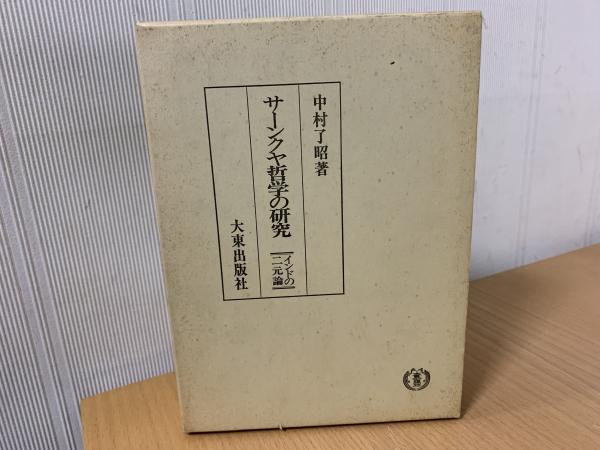 中村了昭著
サーンクヤ哲学の研究
インドの
二元論
大東出版社